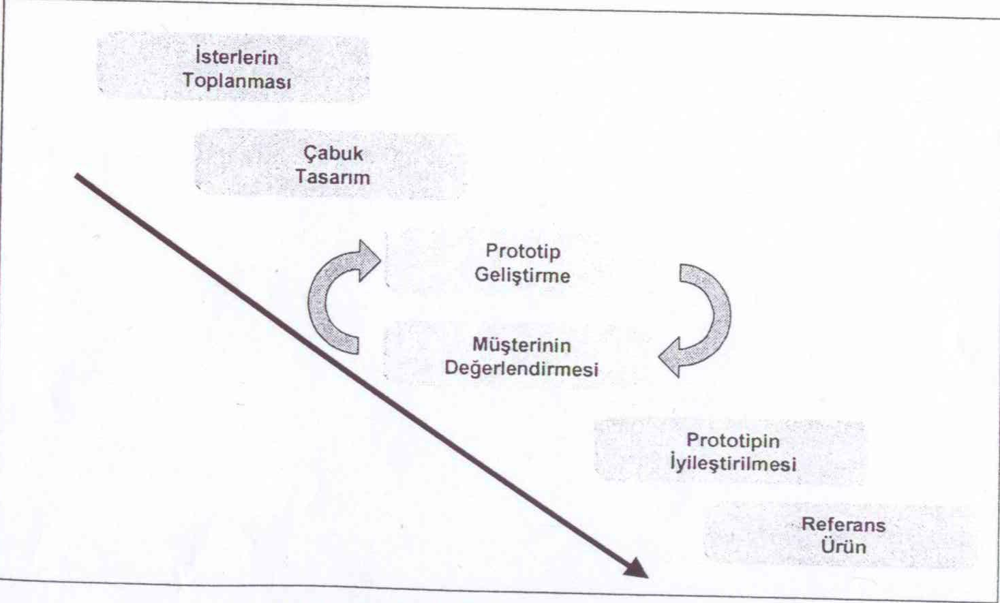 İsterlerin
Toplanması
Çabuk
Tasarım
Prototip
Geliştirme
Müşterinin
Değerlendirmesi
Prototipin
İyileştirilmesi
Referans
Ürün